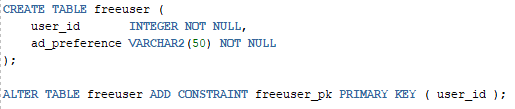 CREATE TABLE freeuser (
    user_id       INTEGER NOT NULL,
    ad_preference VARCHAR2(50) NOT NULL
);
ALTER TABLE freeuser ADD CONSTRAINT freeuser_pk PRIMARY KEY ( user_id );